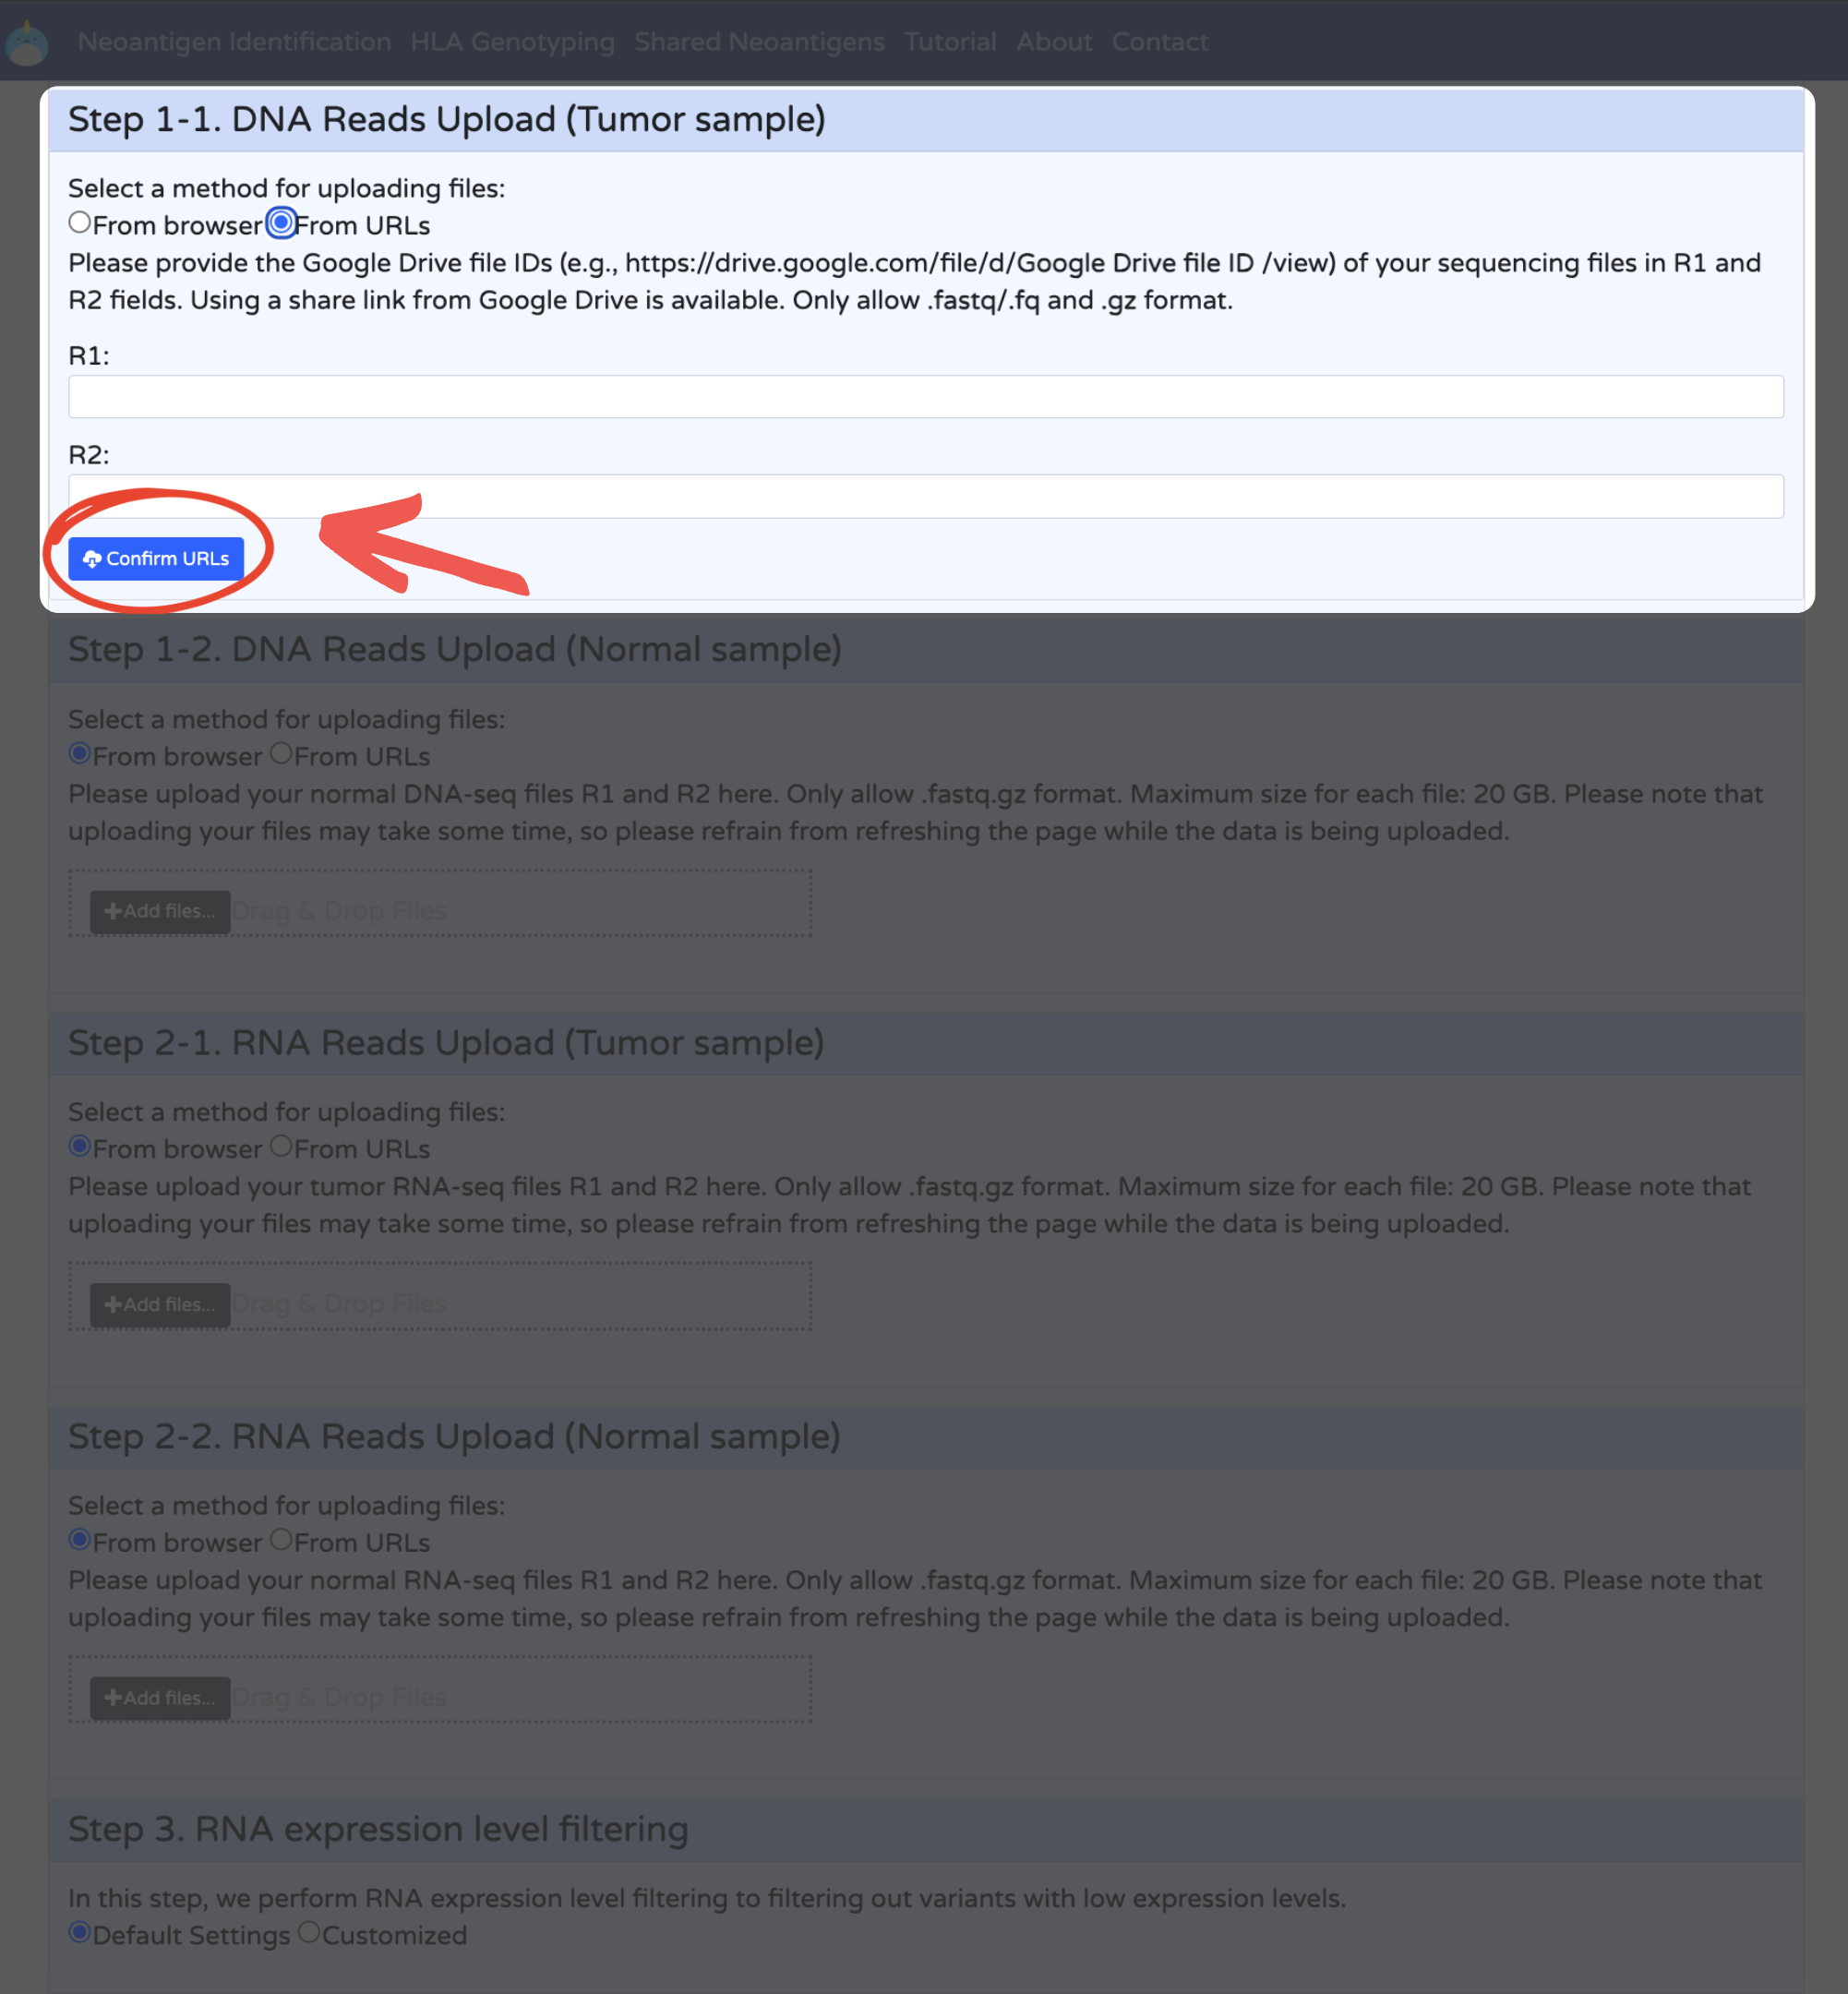 Neoantigen Identification HLA Genotyping Shared Neoantigens Tutorial About Contact
Step 1-1. DNA Reads Upload (Tumor sample)
Select a method for uploading files:
From browser From URLs
Please provide the Google Drive file IDs (e.g., https://drive.google.com/file/d/Google Drive file ID /view) of your sequencing files in R1 and
R2 fields. Using a share link from Google Drive is available. Only allow .fastq/.fq and .gz format.
R1:
R2:
Confirm URLs
Step 1-2. DNA Reads Upload (Normal sample)
Select a method for uploading files:
From browser From URLs
Please upload your normal DNA-seq files R1 and R2 here. Only allow .fastq.gz format. Maximum size for each file: 20 GB. Please note that
uploading your files may take some time, so please refrain from refreshing the page while the data is being uploaded.
+Add files... Drag & Drop Files
Step 2-1. RNA Reads Upload (Tumor sample)
Select a method for uploading files:
From browser From URLs
Please upload your tumor RNA-seq files R1 and R2 here. Only allow .fastq.gz format. Maximum size for each file: 20 GB. Please note that
uploading your files may take some time, so please refrain from refreshing the page while the data is being uploaded.
+Add files... Drag & Drop Files
Step 2-2. RNA Reads Upload (Normal sample)
Select a method for uploading files:
From browser From URLs
Please upload your normal RNA-seq files R1 and R2 here. Only allow .fastq.gz format. Maximum size for each file: 20 GB. Please note that
uploading your files may take some time, so please refrain from refreshing the page while the data is being uploaded.
+Add files... Drag & Drop Files
Step 3. RNA expression level filtering
In this step, we perform RNA expression level filtering to filtering out variants with low expression levels.
Default Settings Customized